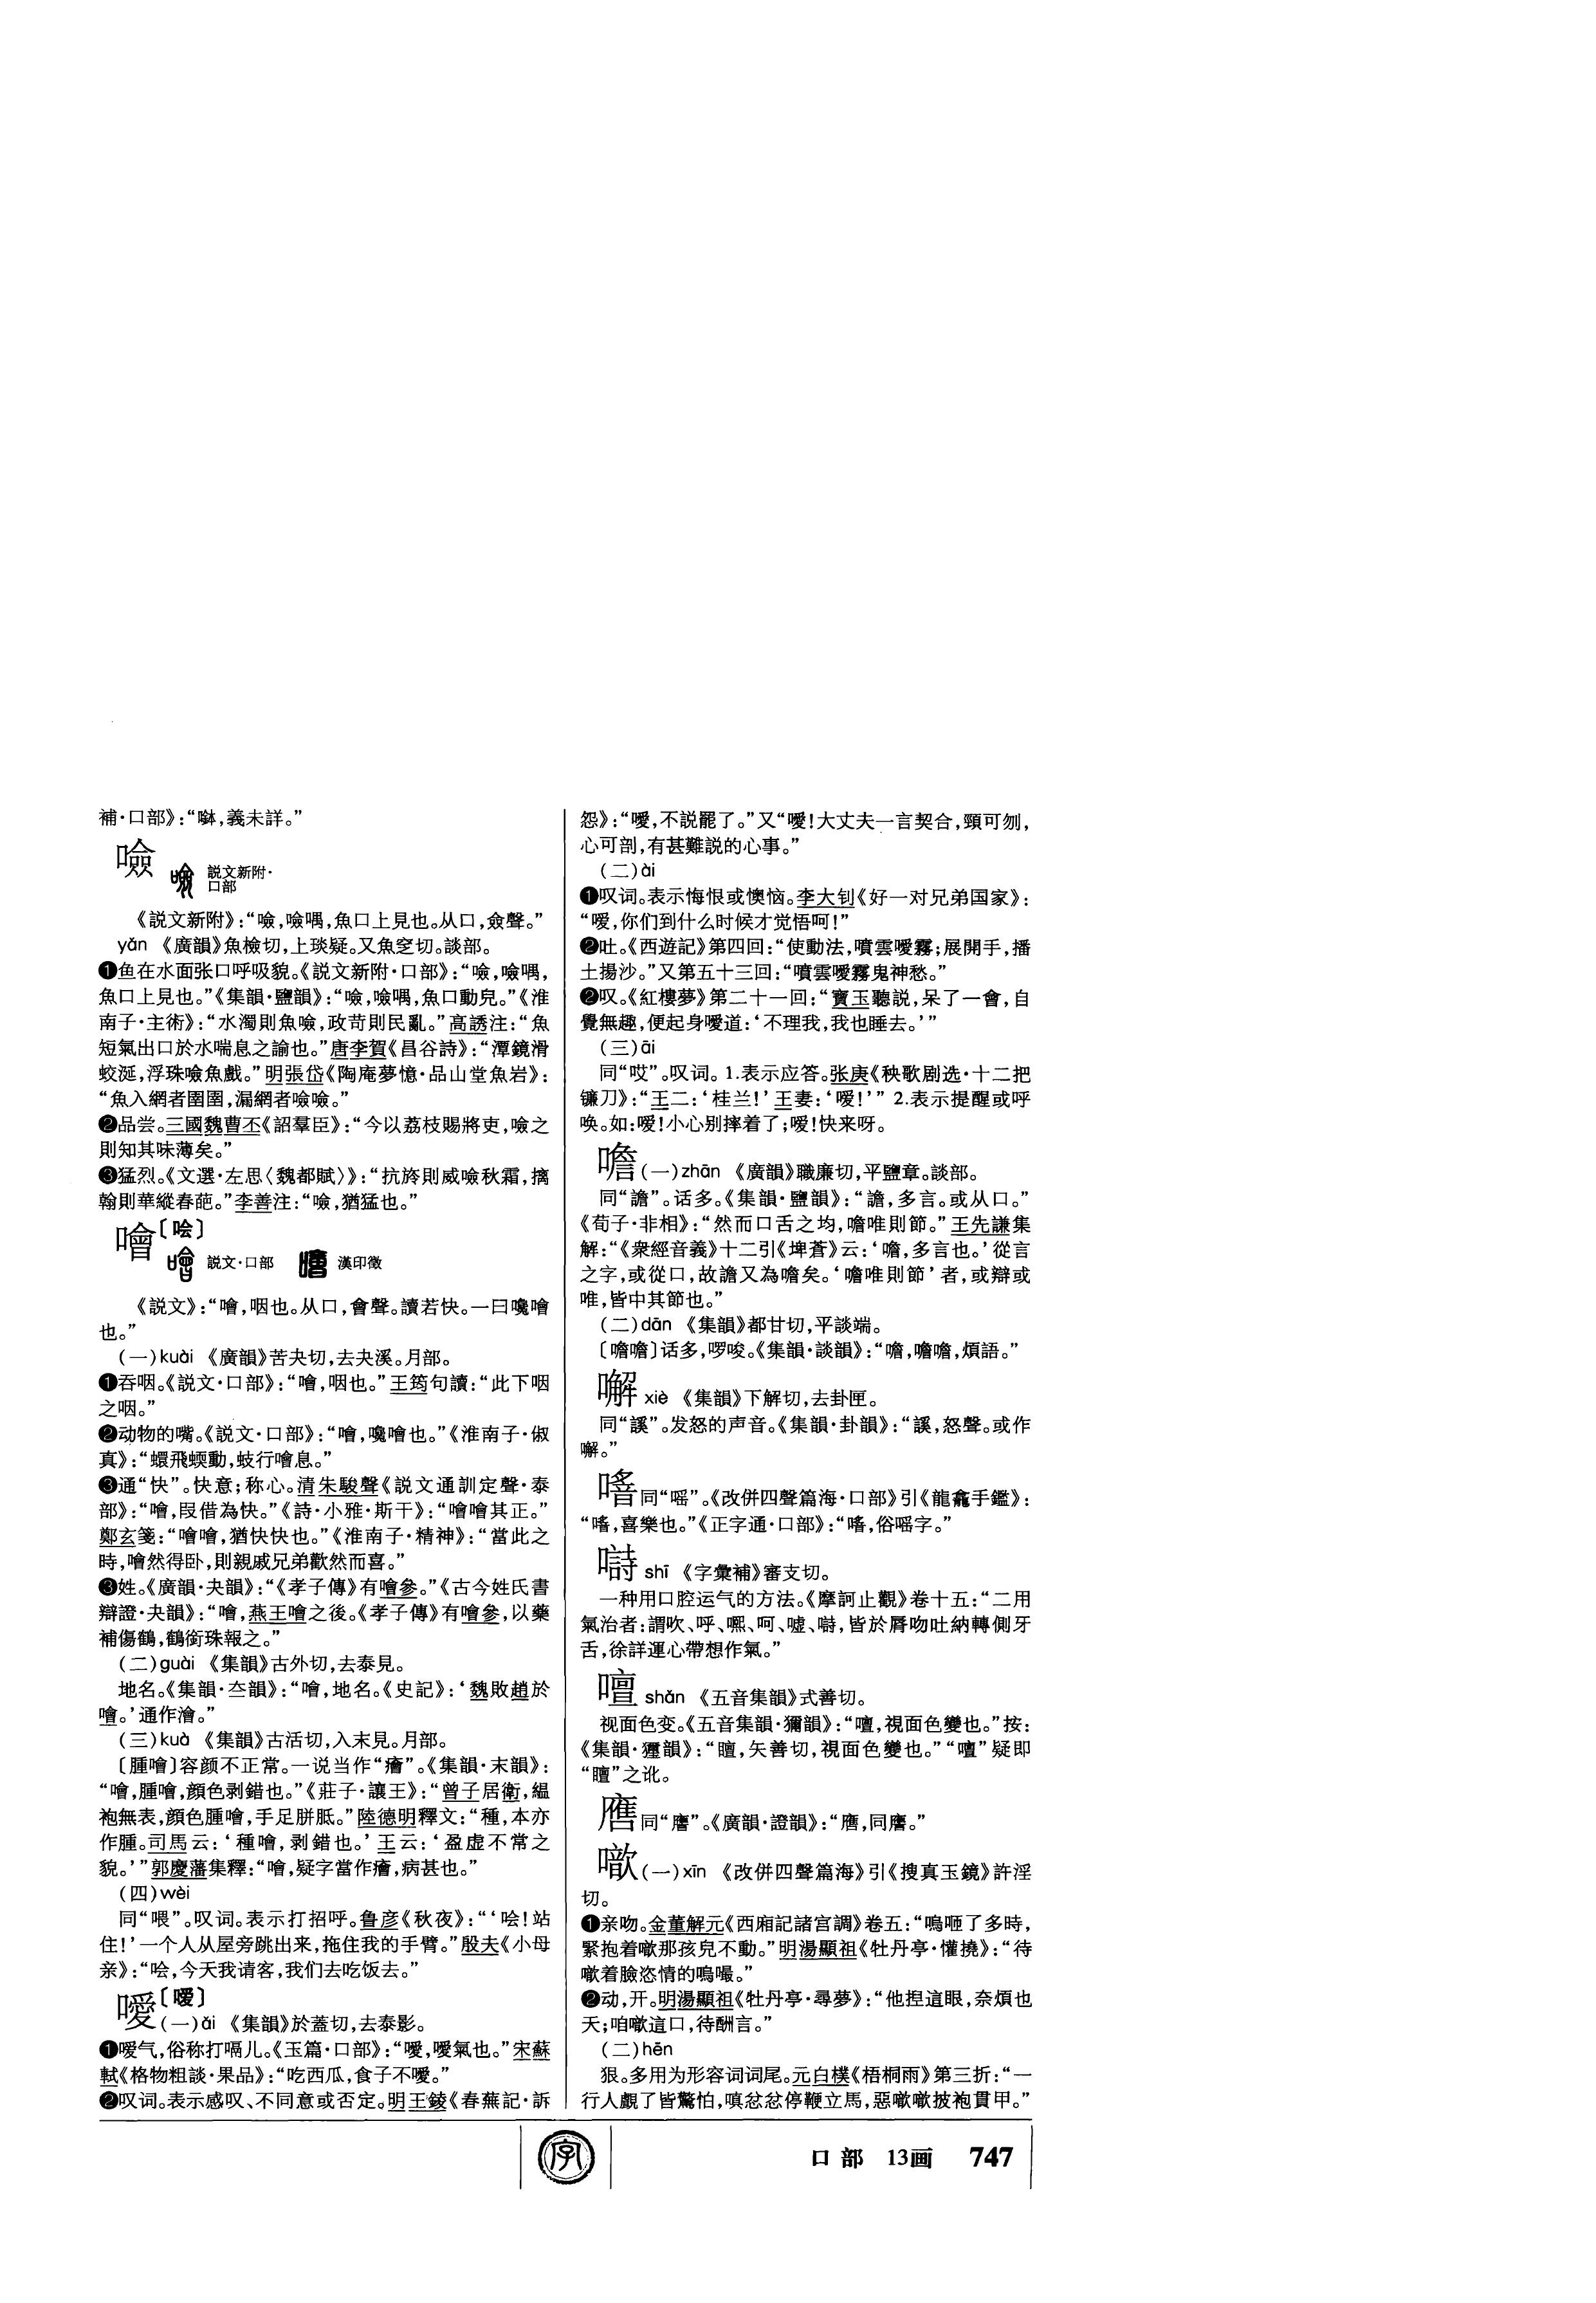 補·口部》:“㗪,義未詳。”
噞
説文新附·
口部
《説文新附》:“噞,噞喁,魚口上見也。从口,僉聲。”
yǎn 《廣韻》魚檢切,上琰疑。又魚窆切。談部。
❶鱼在水面张口呼吸貌。《説文新附·口部》:“噞,噞喁,
魚口上見也。”《集韻·鹽韻》:“噞,噞喁,魚口動皃。”《淮
南子·主術》:“水濁則魚噞,政苛則民亂。”高誘注:“魚
短氣出口於水喘息之諭也。”唐李賀《昌谷詩》:“潭鏡滑
蛟涎,浮珠噞魚戲。”明張岱《陶庵夢憶·品山堂魚宕》:
“魚入網者圉圉,漏網者噞噞。”
❷品尝。三國魏曹丕《詔羣臣》:“今以荔枝賜將吏,噞之
則知其味薄矣。”
❸猛烈。《文選·左思〈魏都賦〉》:“抗旍則威噞秋霜,摛
翰則華縱春葩。”李善注:“噞,猶猛也。”
噲〔哙〕
説文·口部 漢印徵
《説文》:“噲,咽也。从口,會聲。讀若快。一曰嚵噲
也。”
(一)kuài 《廣韻》苦夬切,去夬溪。月部。
❶吞咽。《説文·口部》:“噲,咽也。”王筠句讀:“此下咽
之咽。”
❷动物的嘴。《説文·口部》:“噲,嚵噲也。”《淮南子·俶
真》:“蠉飛蝡動,蚑行噲息。”
❸通“快”。快意;称心。清朱駿聲《説文通訓定聲·泰
部》:“噲,叚借為快。”《詩·小雅·斯干》:“噲噲其正。”
鄭玄箋:“噲噲,猶快快也。”《淮南子·精神》:“當此之
時,噲然得卧,則親戚兄弟歡然而喜。”
❸姓。《廣韻·夬韻》:“《孝子傳》有噲參。”《古今姓氏書
辯證·夬韻》:“噲,燕王噲之後。《孝子傳》有噲參,以藥
補傷鶴,鶴銜珠報之。”
(二)guài 《集韻》古外切,去泰見。
地名。《集韻·夳韻》:“噲,地名。《史記》:‘魏敗趙於
噲。’通作澮。”
(三)kuò 《集韻》古活切,入末見。月部。
〔腫噲〕容颜不正常。一说当作“癐”。《集韻·末韻》:
“噲,腫噲,顔色剥錯也。”《莊子·讓王》:“曾子居衛,緼
袍無表,顔色腫噲,手足胼胝。”陸德明釋文:“種,本亦
作腫。司馬云:‘種噲,剥錯也。’王云:‘盈虚不常之
貌。’”郭慶藩集釋:“噲,疑字當作癐,病甚也。”
(四)wèi
同“喂”。叹词。表示打招呼。鲁彦《秋夜》:“‘哙!站
住!’一个人从屋旁跳出来,拖住我的手臂。”殷夫《小母
亲》:“哙,今天我请客,我们去吃饭去。”
噯〔嗳〕
(一)ǎi 《集韻》於蓋切,去泰影。
❶嗳气,俗称打嗝儿。《玉篇·口部》:“噯,噯氣也。”宋蘇
軾《格物粗談·果品》:“吃西瓜,食子不噯。”
❷叹词。表示感叹、不同意或否定。明王錂《春蕪記·訴
怨》:“噯,不説罷了。”又“噯!大丈夫一言契合,頸可刎,
心可剖,有甚難説的心事。”
(二)ài
❶叹词。表示悔恨或懊恼。李大钊《好一对兄弟国家》:
“嗳,你们到什么时候才觉悟呵!”
❷吐。《西遊記》第四回:“使動法,噴雲噯霧;展開手,播
土揚沙。”又第五十三回:“噴雲噯霧鬼神愁。”
❷叹。《紅樓夢》第二十一回:“寶玉聽説,呆了一會,自
覺無趣,便起身噯道:‘不理我,我也睡去。’”
(三)āi
同“哎”。叹词。1.表示应答。张庚《秧歌剧选·十二把
镰刀》:“王二:‘桂兰!’王妻:‘嗳!’”2.表示提醒或呼
唤。如:嗳!小心别摔着了;嗳!快来呀。
噡(一)zhān 《廣韻》職廉切,平鹽章。談部。
同“譫”。话多。《集韻·鹽韻》:“譫,多言。或从口。”
《荀子·非相》:“然而口舌之均,噡唯則節。”王先謙集
解:“《衆經音義》十二引《埤蒼》云:‘噡,多言也。’從言
之字,或從口,故譫又為噡矣。‘噡唯則節’者,或辯或
唯,皆中其節也。”
(二)dān 《集韻》都甘切,平談端。
〔噡噡〕话多,啰唆。《集韻·談韻》:“噡,噡噡,煩語。”
嶰 xiè 《集韻》下解切,去卦匣。
同“謑”。发怒的声音。《集韻·卦韻》:“謑,怒聲。或作
𡁲。”
同“嗂”。《改併四聲篇海·口部》引《龍龕手鑑》:
“喜樂也。”《正字通·口部》:“俗嗂字。”
shī 《字彙補》審支切。
一种用口腔运气的方法。《摩訶止觀》卷十五:“二用
氣治者:謂吹、呼、嘕、呵、噓、㗭,皆於脣吻吐納轉側牙
舌,徐詳運心帶想作氣。”
shǎn 《五音集韻》式善切。
视面色变。《五音集韻·獮韻》:“噡,視面色變也。”按:
《集韻·獮韻》:“䁴,矢善切,視面色變也。”“疑即
“䁴”之讹。
同“譍”。《廣韻·證韻》:“同譍。”
噷(一)xīn 《改併四聲篇海》引《搜真玉鏡》許淫
切。
❶亲吻。金董解元《西廂記諸宫調》卷五:“嗚咂了多時,
緊抱着噷那孩兒不動。”明湯顯祖《牡丹亭·懽撓》:“待
噷着臉恣情的嗚嘬。”
❷动,开。明湯顯祖《牡丹亭·尋夢》:“他捏這眼,奈煩也
天;咱噷這口,待酬言。”
(二)hēn
狠。多用为形容词词尾。元白樸《梧桐雨》第三折:“一
行人覷了皆驚怕,嗔忿忿停鞭立馬,惡噷噷披袍貫甲。”
字
口部 13画 747